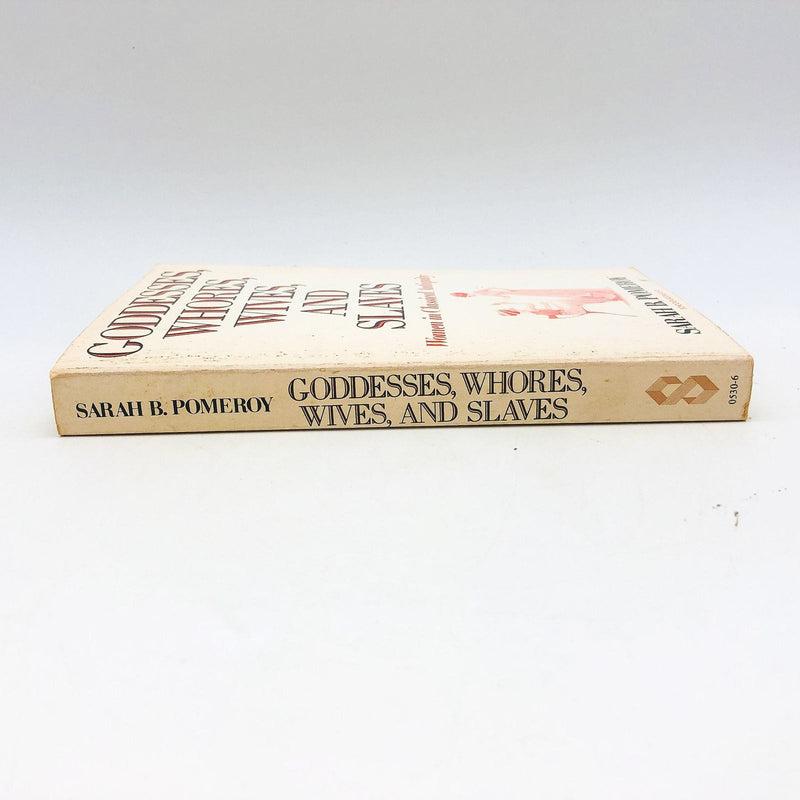 GODDESSES,
WHORES,
WIVES,
AND
SLAVES
Women in Classical Antiquity
SARAH B. POMEROY
SARAH B. POMEROY
GODDESSES, WHORES,
WIVES, AND SLAVES
0530-6